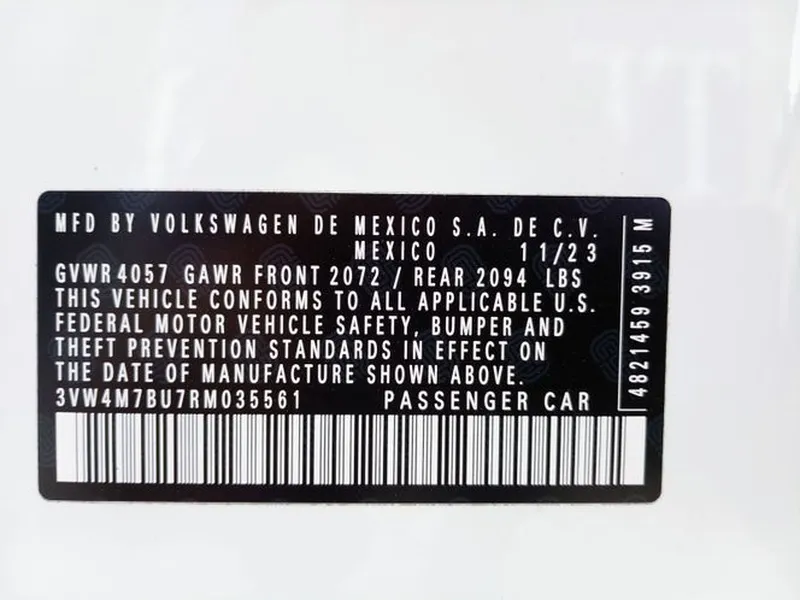 MFD BY VOLKSWAGEN DE MEXICO S.A. DE C.V.
MEXICO 11/23
GVWR 4057 GAWR FRONT 2072 / REAR 2094 LBS
THIS VEHICLE CONFORMS TO ALL APPLICABLE U.S.
FEDERAL MOTOR VEHICLE SAFETY, BUMPER AND
THEFT PREVENTION STANDARDS IN EFFECT ON
THE DATE OF MANUFACTURE SHOWN ABOVE.
3VW4M7BU7RM035561 PASSENGER CAR
4821459 3915 M